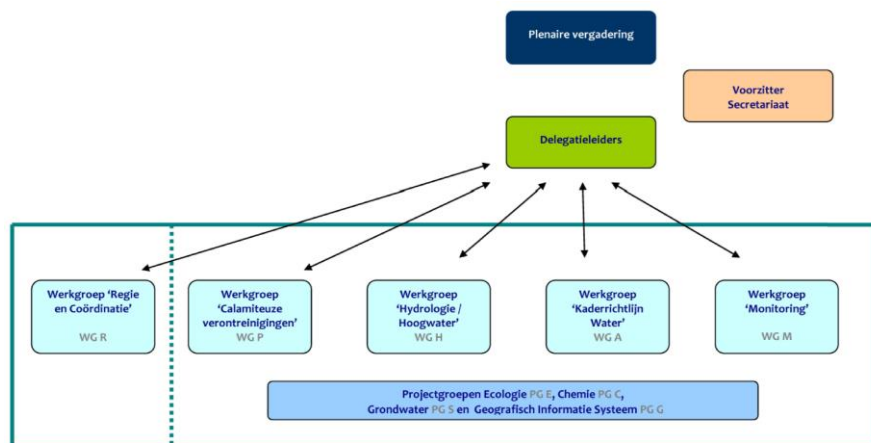 Plenaire vergadering
Voorzitter
Secretariaat
Delegatieleiders
Werkgroep ‘Regie
en Coördinatie’
WG R
Werkgroep
‘Calamiteuze
verontreinigingen’
WG P
Werkgroep
‘Hydrologie /
Hoogwater’
WG H
Werkgroep
‘Kaderrichtlijn
Water’
WG A
Werkgroep
‘Monitoring’
WG M
Projectgroepen Ecologie PG E, Chemie PG C,
Grondwater PG S en Geografisch Informatie Systeem PG G